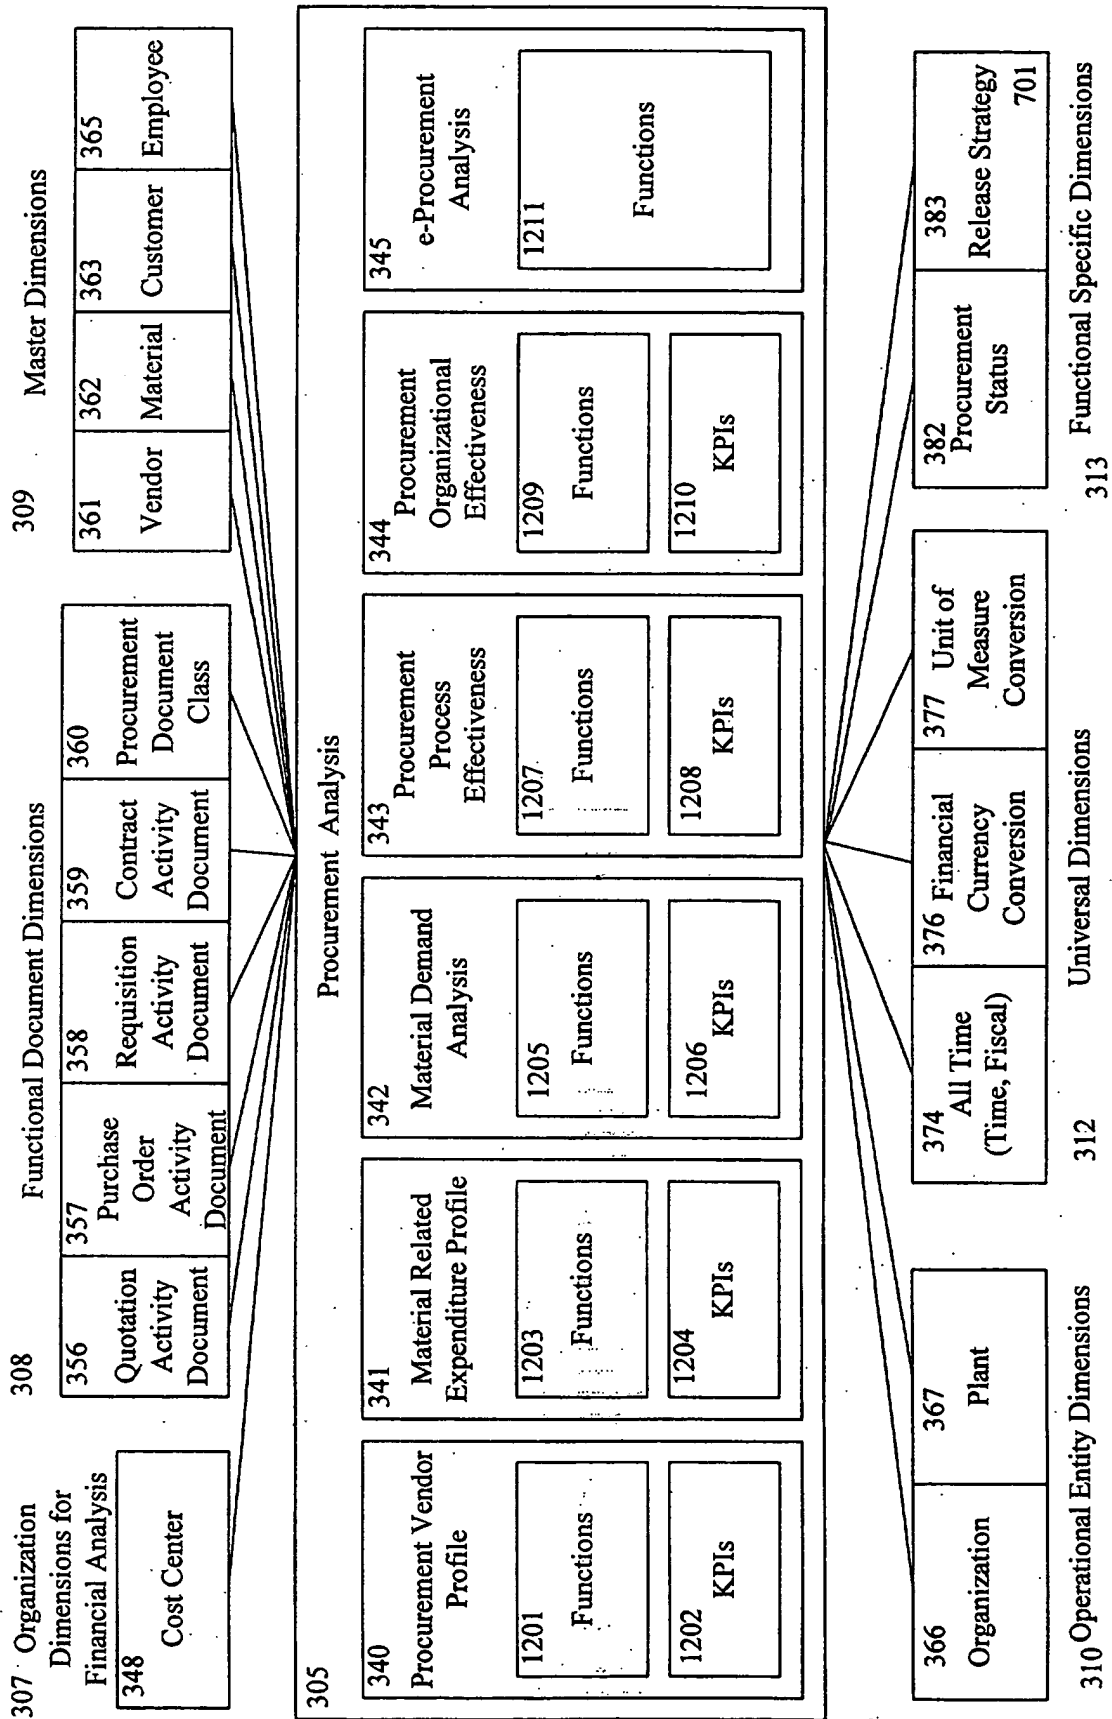 307 Organization
Dimensions for
Financial Analysis
348
Cost Center
308
Functional Document Dimensions
356
Quotation
Activity
Document
357
Purchase
Order
Activity
Document
358
Requisition
Activity
Document
359
Contract
Activity
Document
360
Procurement
Document
Class
309
Master Dimensions
361
Vendor
362
Material
363
Customer
365
Employee
305
Procurement Analysis
340
Procurement Vendor
Profile
1201
Functions
1202
KPIs
341
Material Related
Expenditure Profile
1203
Functions
1204
KPIs
342
Material Demand
Analysis
1205
Functions
1206
KPIs
343
Procurement
Process
Effectiveness
1207
Functions
1208
KPIs
344
Procurement
Organizational
Effectiveness
1209
Functions
1210
KPIs
345
e-Procurement
Analysis
1211
Functions
366
Organization
367
Plant
310 Operational Entity Dimensions
374
All Time
(Time, Fiscal)
376 Financial
Currency
Conversion
377 Unit of
Measure
Conversion
312
Universal Dimensions
382
Procurement
Status
383
Release Strategy
701
313
Functional Specific Dimensions